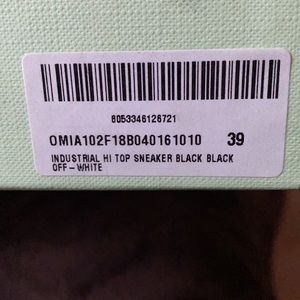 8053346126721
OMIA102F18B040161010 39
INDUSTRIAL HI TOP SNEAKER BLACK BLACK
OFF-WHITE